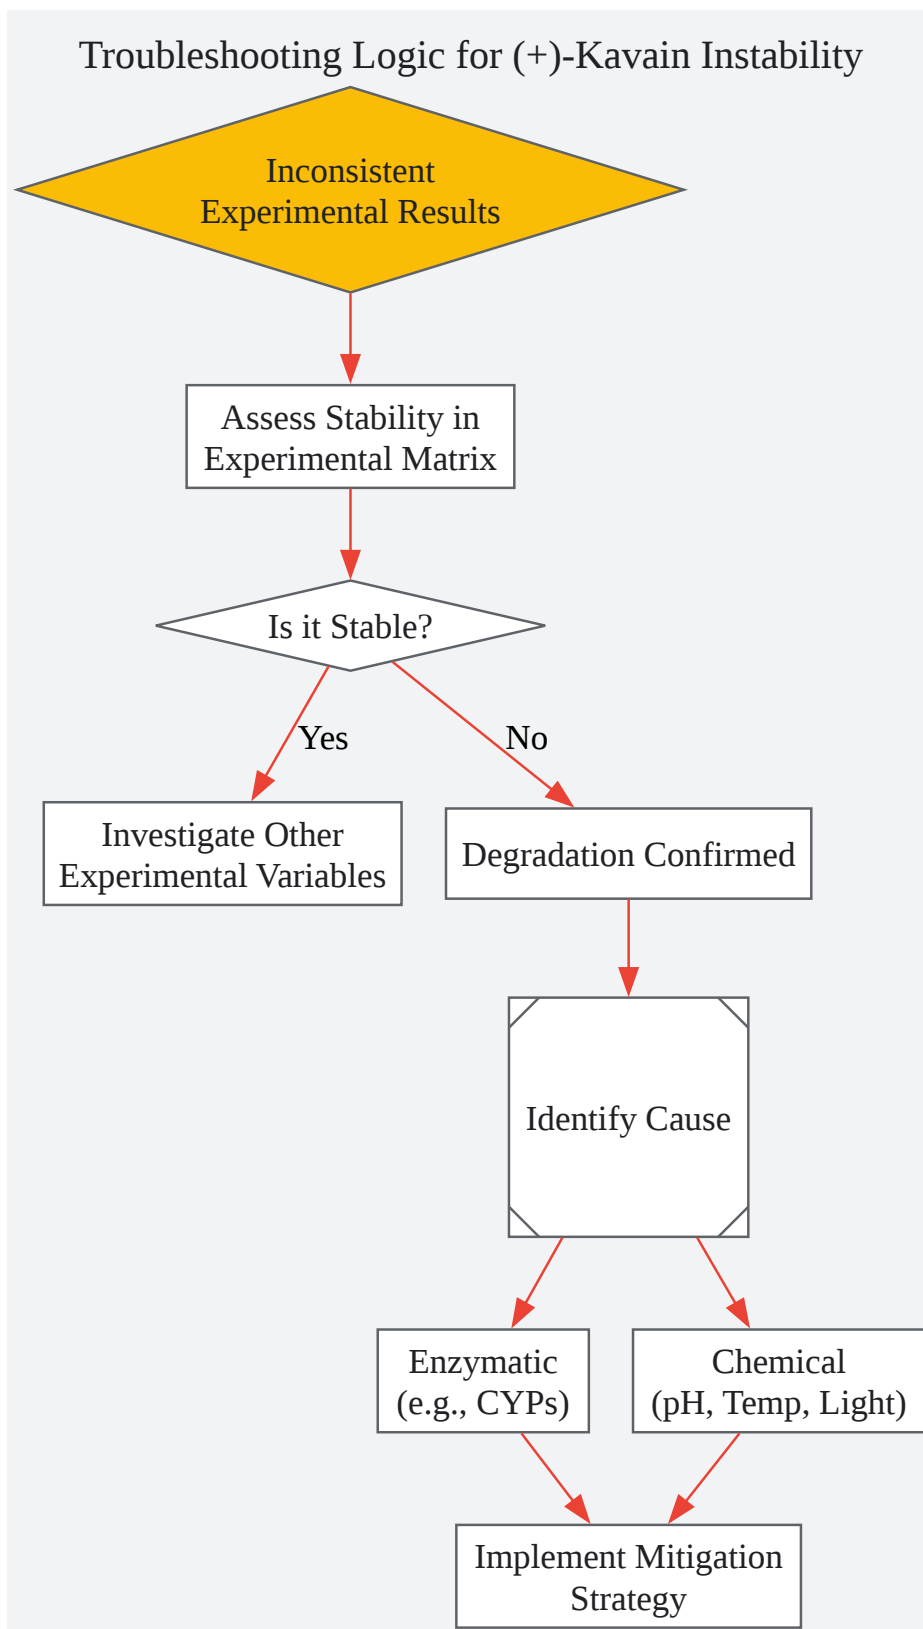 Troubleshooting Logic for (+)-Kavain Instability
Inconsistent
Experimental Results
Assess Stability in
Experimental Matrix
Is it Stable?
Yes
No
Investigate Other
Experimental Variables
Degradation Confirmed
Identify Cause
Enzymatic
(e.g., CYPs)
Chemical
(pH, Temp, Light)
Implement Mitigation
Strategy